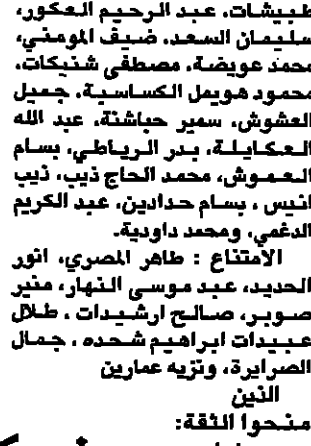 طبيشات، عبد الرحيم العكور،
سليمان السعد، ضيف المومني،
محمد عويضة، مصطفى شنيكات،
محمود هويمل الكساسبة، جميل
العشوش، سمير حباشنة، عبد الله
العكايلة، بدر الرياطي، بسام
العموش، محمد الحاج ذيب، ذيب
انيس ، بسام حدادين، عبد الكريم
الدغمي، ومحمد داودية.
الامتناع : طاهر المصري، انور
الحديد، عبد موسى النهار، منير
صوبر، صالح ارشيدات ، طلال
عبيدات ابراهيم شحده ، جمال
الصرايرة، ونزيه عمارين
الذين
منحوا الثقة: